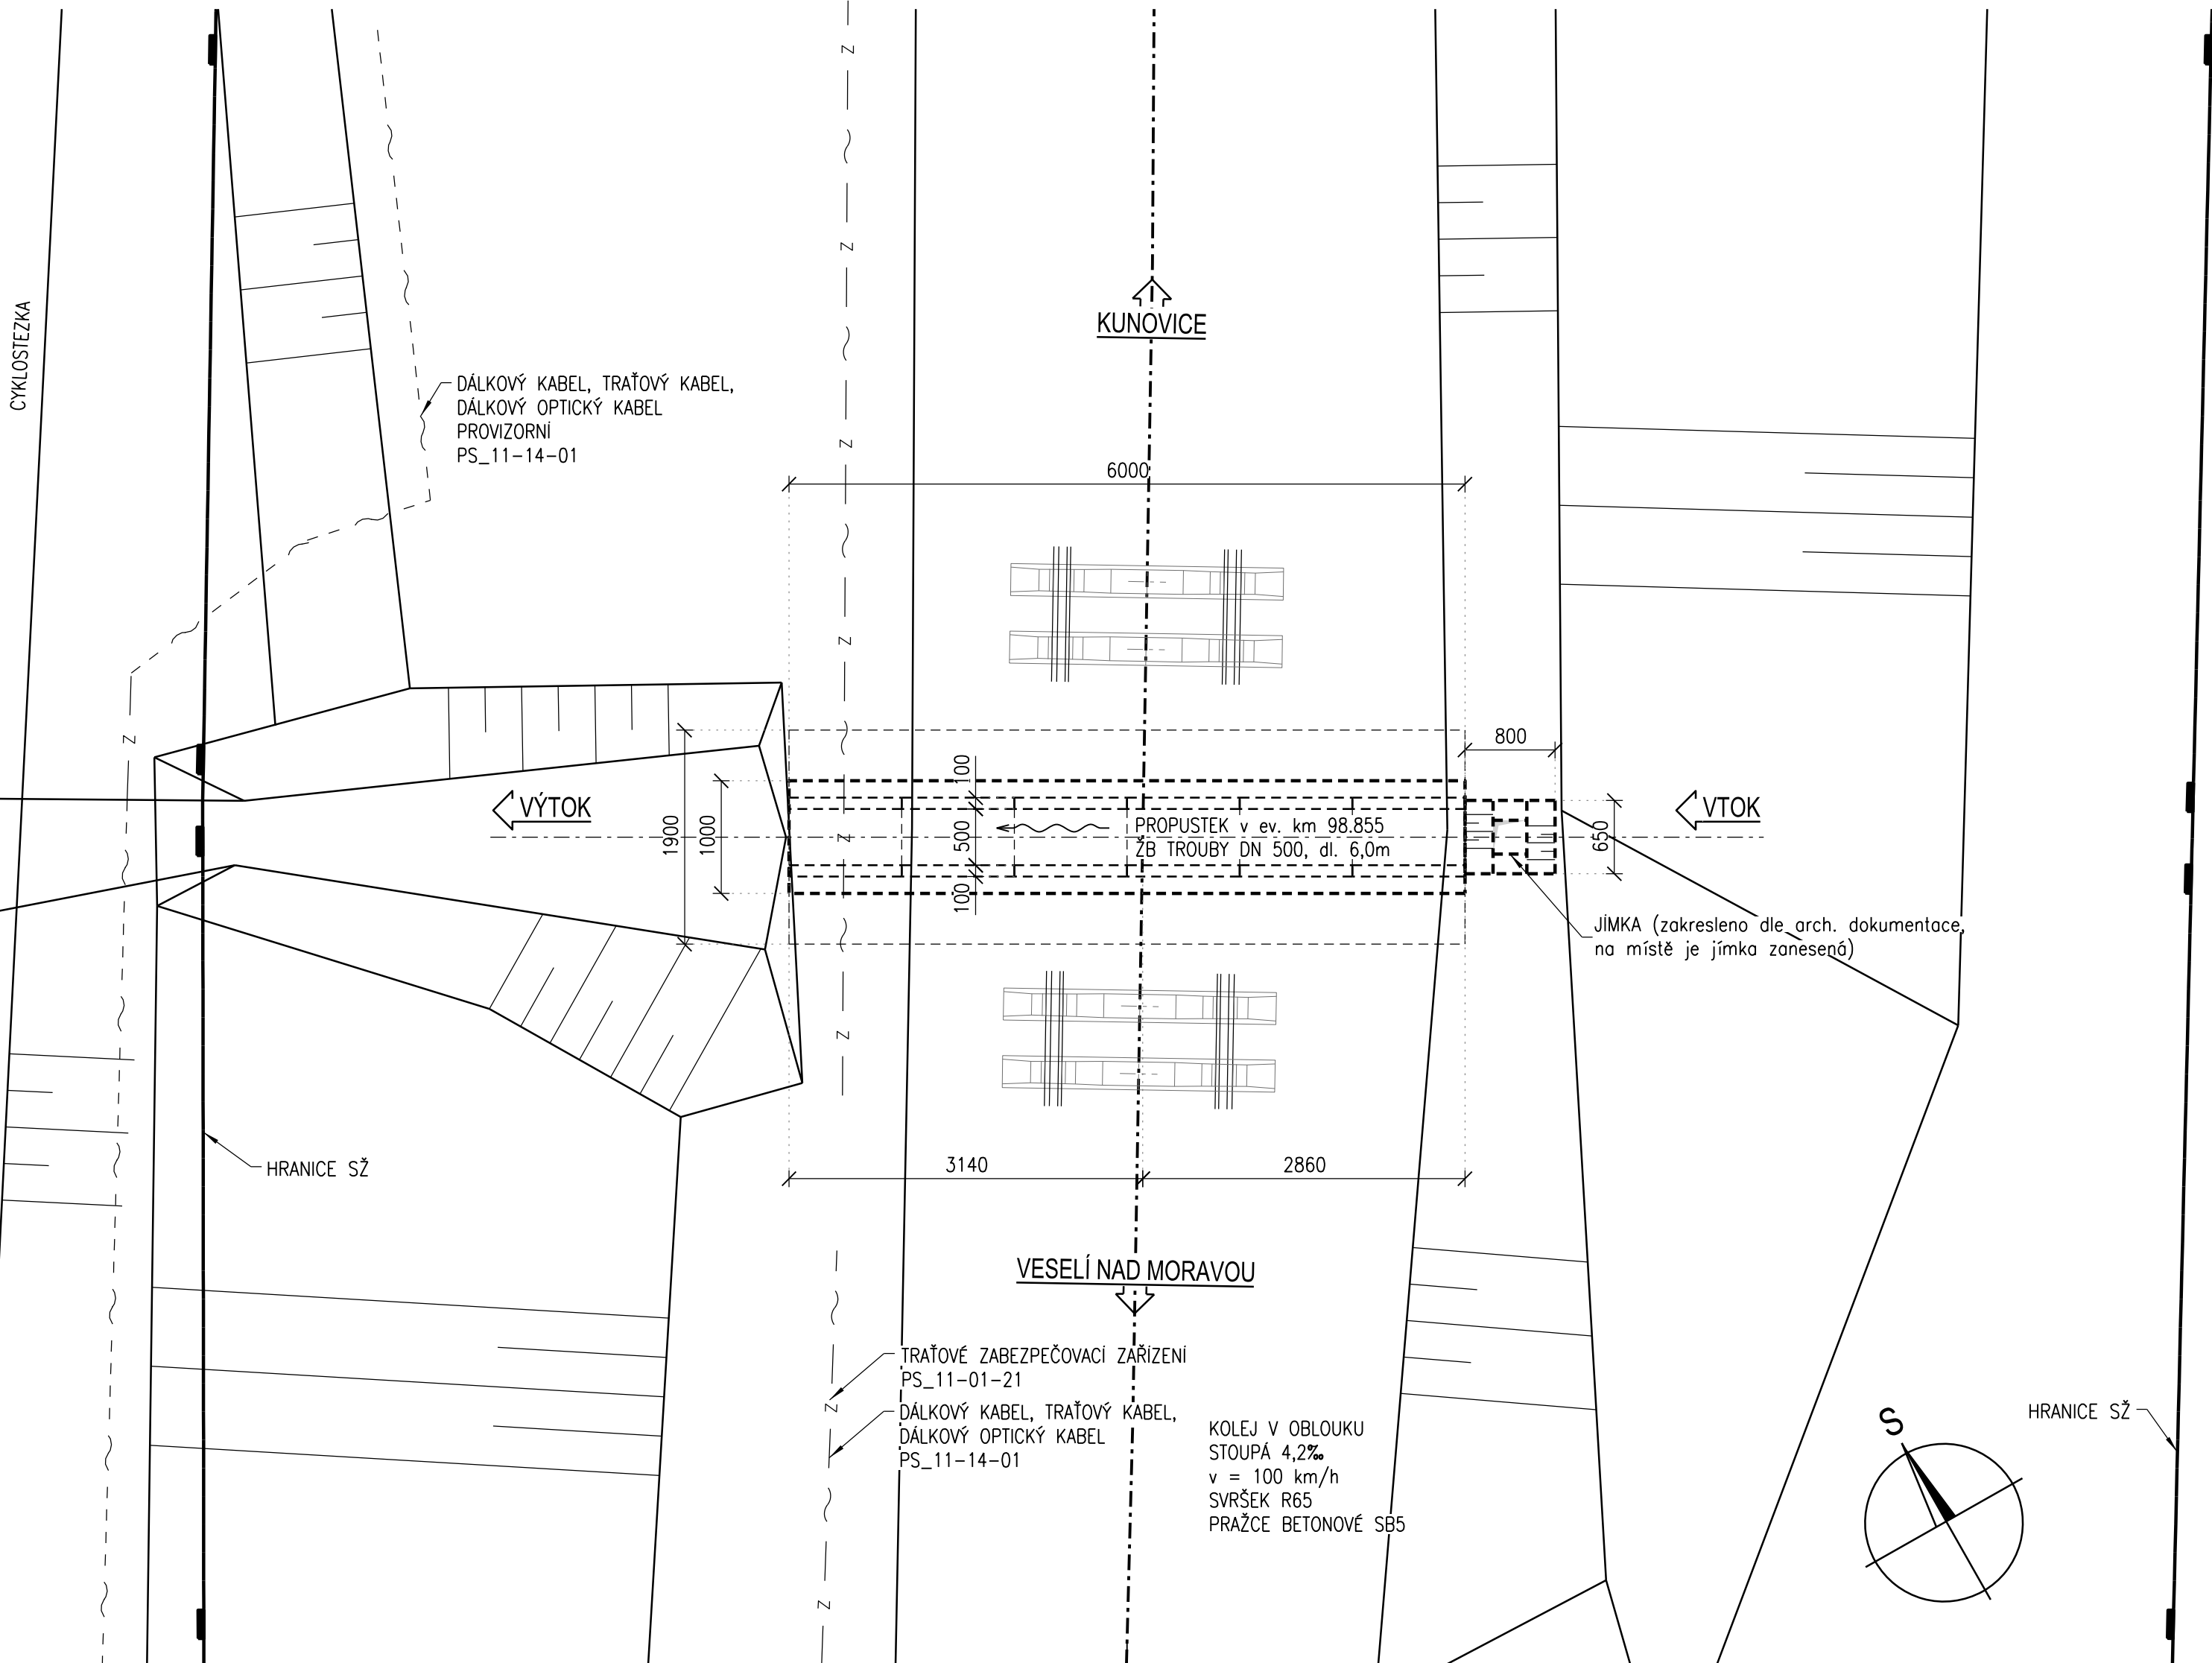 CYKLOSTEZKA
KUNOVICE
DÁLKOVÝ KABEL, TRAŤOVÝ KABEL,
DÁLKOVÝ OPTICKÝ KABEL
PROVIZORNÍ
PS_11-14-01
6000
800
100
1900
1000
500
100
650
VÝTOK
VTOK
PROPUSTEK v ev. km 98.855
ŽB TROUBY DN 500, dl. 6,0m
JÍMKA (zakresleno dle arch. dokumentace,
na místě je jímka zanesená)
3140
2860
HRANICE SŽ
VESELÍ NAD MORAVOU
TRAŤOVÉ ZABEZPEČOVACÍ ZAŘÍZENÍ
PS_11-01-21
DÁLKOVÝ KABEL, TRAŤOVÝ KABEL,
DÁLKOVÝ OPTICKÝ KABEL
PS_11-14-01
KOLEJ V OBLOUKU
STOUPÁ 4,2‰
v = 100 km/h
SVRŠEK R65
PRAŽCE BETONOVÉ SB5
HRANICE SŽ
S
Z
Z
Z
Z
Z
Z
Z
Z
Z